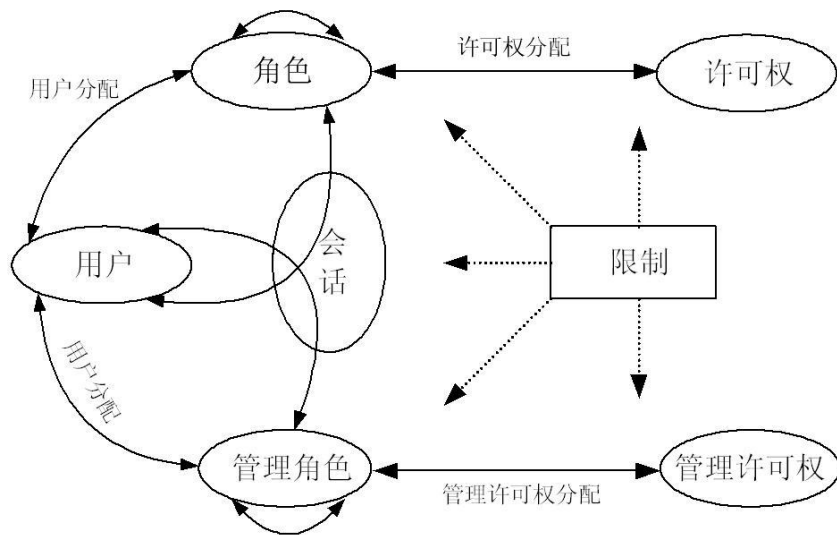 角色
许可权分配
许可权
用户分配
用户
会
话
限制
用户分配
管理角色
管理许可权分配
管理许可权